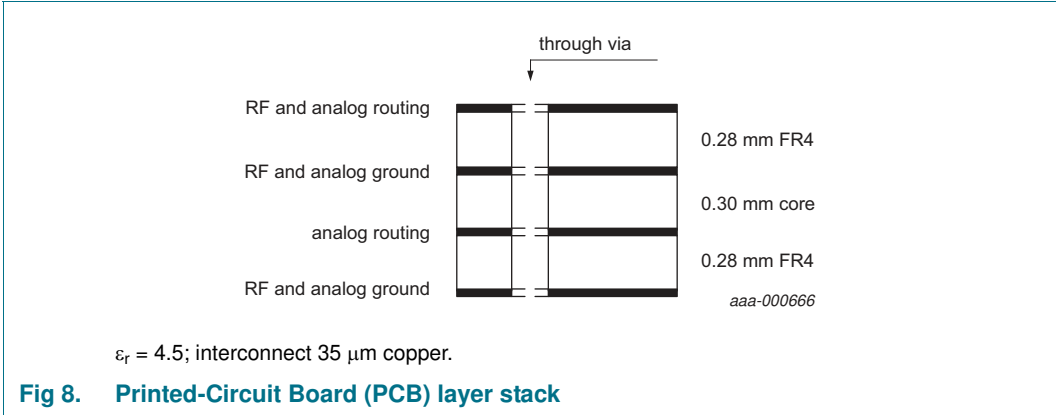 through via
RF and analog routing
0.28 mm FR4
RF and analog ground
0.30 mm core
analog routing
0.28 mm FR4
RF and analog ground
aaa-000666
εr = 4.5; interconnect 35 μm copper.
Fig 8. Printed-Circuit Board (PCB) layer stack